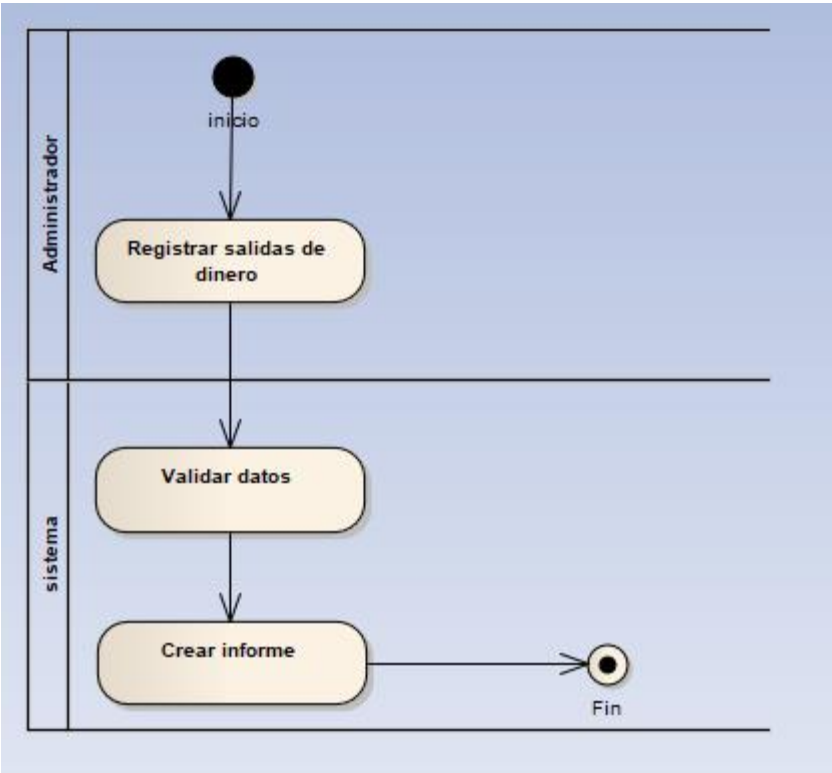 Administrador
inicio
Registrar salidas de
dinero
sistema
Validar datos
Crear informe
Fin